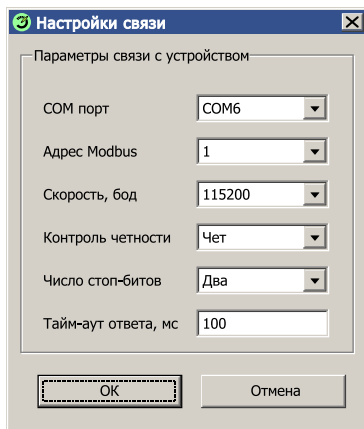 Настройки связи
Параметры связи с устройством
COM порт COM6
Адрес Modbus 1
Скорость, бод 115200
Контроль четности Чет
Число стоп-битов Два
Тайм-аут ответа, мс 100
OK Отмена